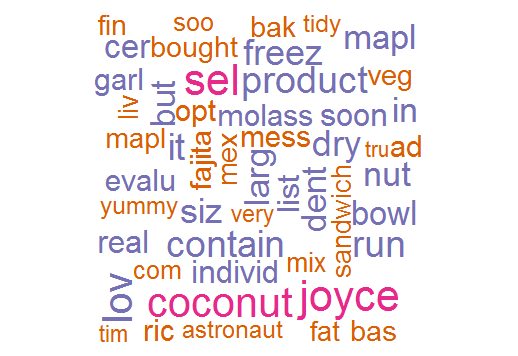 fin soo bak tidy mapl
cer bought freez
garl sel product veg
liv but opt molass soon in
mapl it fajita mex mess dry tru ad
evalu larg list dent sandwich nut
yummy siz very bowl
real contain run
com individ mix
lov coconut joyce
tim ric astronaut fat bas